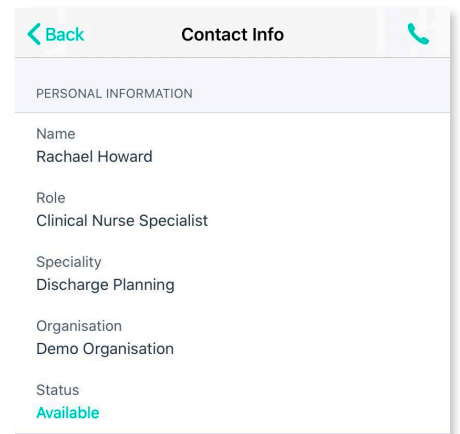 Back
Contact Info
PERSONAL INFORMATION
Name
Rachael Howard
Role
Clinical Nurse Specialist
Speciality
Discharge Planning
Organisation
Demo Organisation
Status
Available